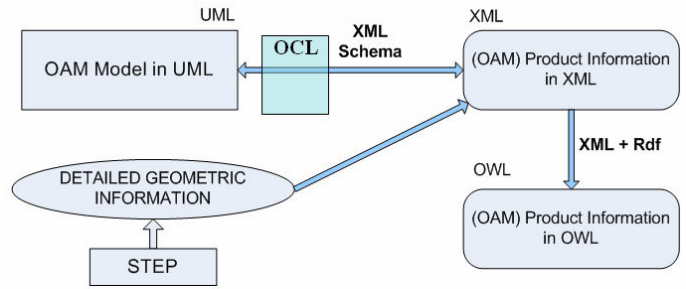 UML
XML
OAM Model in UML
OCL
XML
Schema
(OAM) Product Information
in XML
XML + Rdf
DETAILED GEOMETRIC
INFORMATION
OWL
(OAM) Product Information
in OWL
STEP